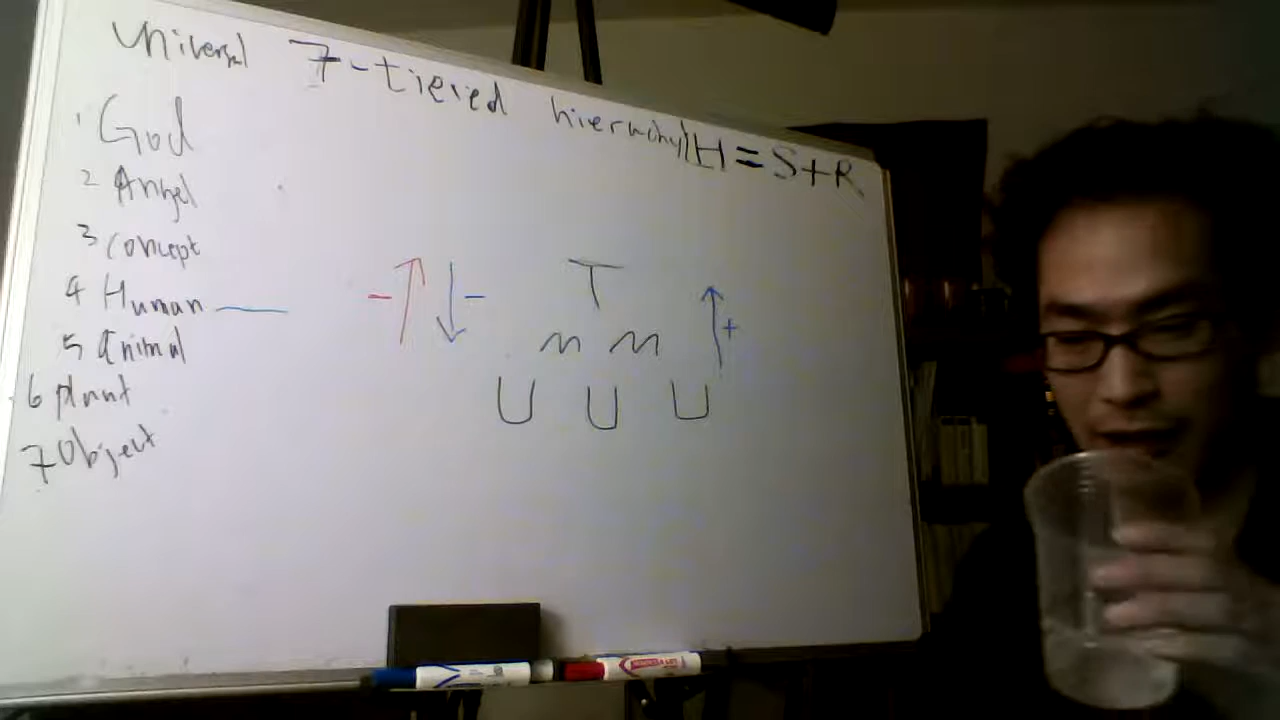 universal 7-tiered hierarchy H = S+R
1 God
2 Angel
3 concept
4 Human
5 Animal
6 plant
7 Object
- - T +
m m
U U U